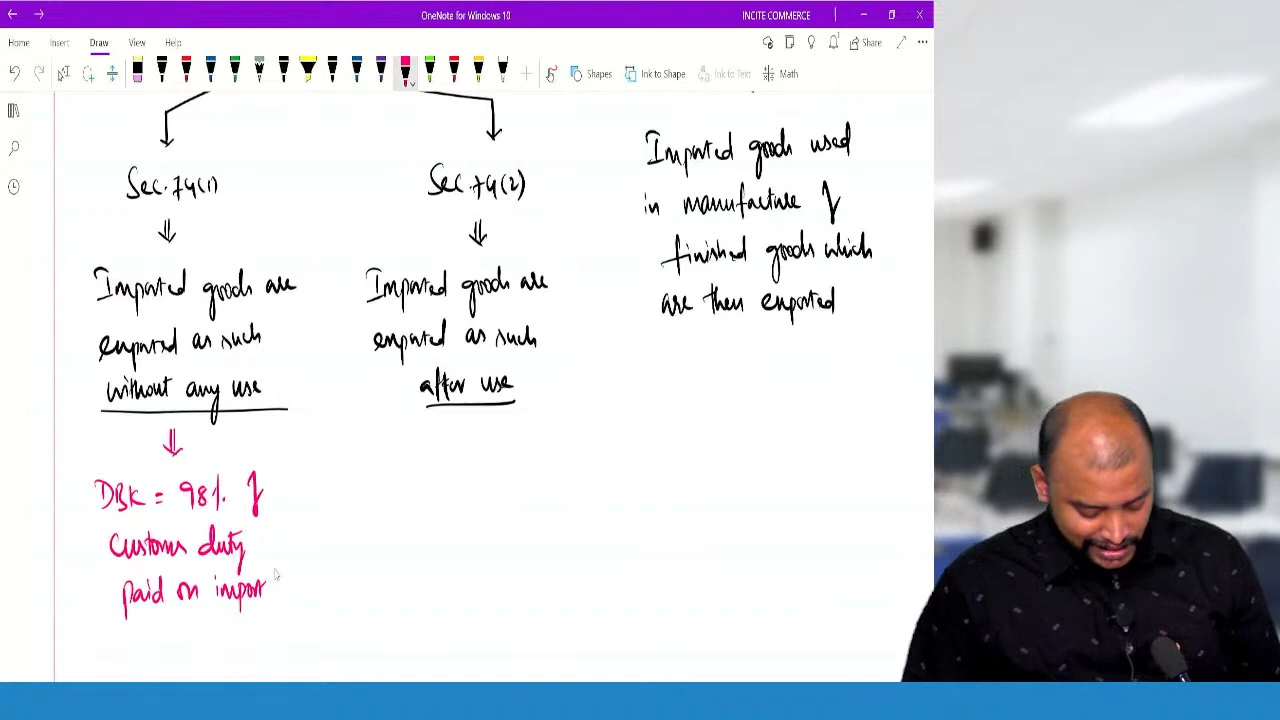 OneNote for Windows 10
INCITE COMMERCE
Home Insert Draw View Help
Share
Shapes
Ink to Shape
Ink to Text
Math
Sec.74(1)
Imported goods are
exported as such
without any use
DBK = 98% of
Customs duty
paid on import
Sec.74(2)
Imported goods are
exported as such
after use
Imported goods used
in manufacture of
finished goods which
are then exported